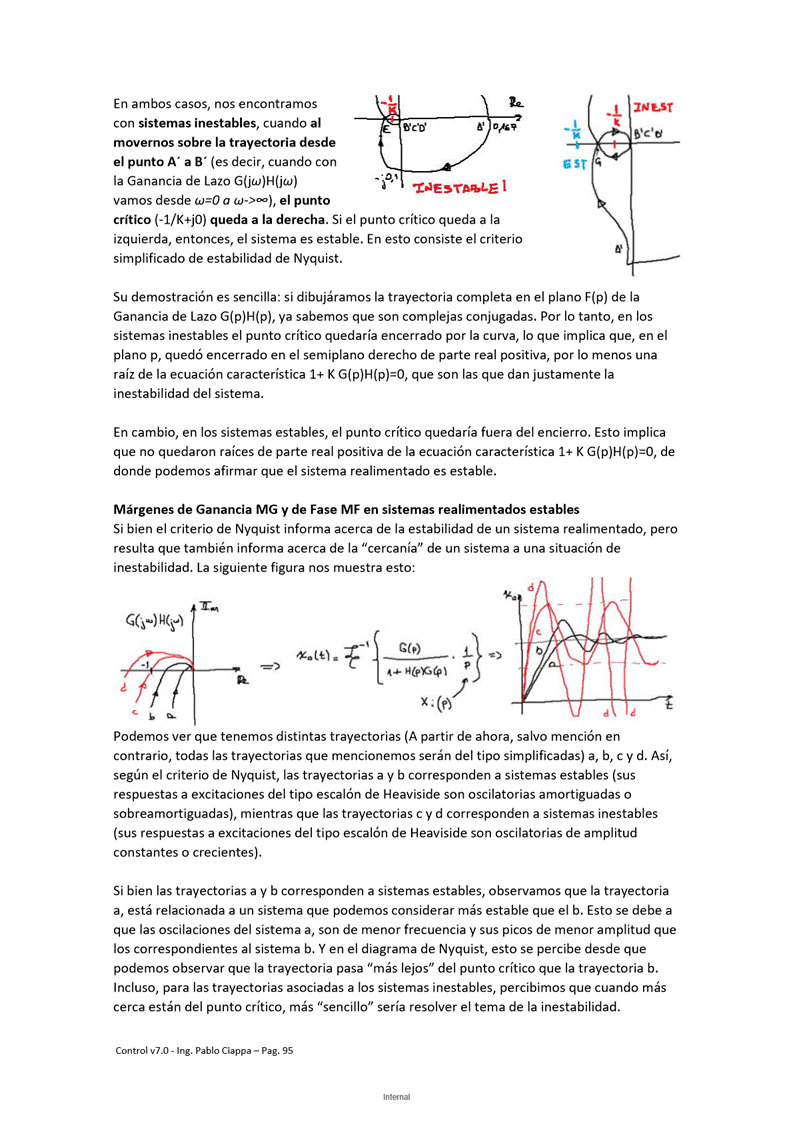 En ambos casos, nos encontramos
con sistemas inestables, cuando al
movernos sobre la trayectoria desde
el punto A´ a B´ (es decir, cuando con
la Ganancia de Lazo G(jω)H(jω)
vamos desde ω=0 a ω->∞), el punto
crítico (-1/K+j0) queda a la derecha. Si el punto crítico queda a la
izquierda, entonces, el sistema es estable. En esto consiste el criterio
simplificado de estabilidad de Nyquist.
-1/K
Re
E
B'C'D'
A'
0,167
-j0,1
INESTABLE!
-1/K
INEST
-1/K
B'C'D'
EST
G
A'
Su demostración es sencilla: si dibujáramos la trayectoria completa en el plano F(p) de la
Ganancia de Lazo G(p)H(p), ya sabemos que son complejas conjugadas. Por lo tanto, en los
sistemas inestables el punto crítico quedaría encerrado por la curva, lo que implica que, en el
plano p, quedó encerrado en el semiplano derecho de parte real positiva, por lo menos una
raíz de la ecuación característica 1+ K G(p)H(p)=0, que son las que dan justamente la
inestabilidad del sistema.
En cambio, en los sistemas estables, el punto crítico quedaría fuera del encierro. Esto implica
que no quedaron raíces de parte real positiva de la ecuación característica 1+ K G(p)H(p)=0, de
donde podemos afirmar que el sistema realimentado es estable.
Márgenes de Ganancia MG y de Fase MF en sistemas realimentados estables
Si bien el criterio de Nyquist informa acerca de la estabilidad de un sistema realimentado, pero
resulta que también informa acerca de la “cercanía” de un sistema a una situación de
inestabilidad. La siguiente figura nos muestra esto:
G(jω)H(jω)
Im
-1
Re
d
c
b
a
=> x₀(t) = ℒ⁻¹ { G(p) / 1+H(p)G(p) · 1/p } =>
Xi(p)
x₀
d
c
b
a
d
d
t
Podemos ver que tenemos distintas trayectorias (A partir de ahora, salvo mención en
contrario, todas las trayectorias que mencionemos serán del tipo simplificadas) a, b, c y d. Así,
según el criterio de Nyquist, las trayectorias a y b corresponden a sistemas estables (sus
respuestas a excitaciones del tipo escalón de Heaviside son oscilatorias amortiguadas o
sobreamortiguadas), mientras que las trayectorias c y d corresponden a sistemas inestables
(sus respuestas a excitaciones del tipo escalón de Heaviside son oscilatorias de amplitud
constantes o crecientes).
Si bien las trayectorias a y b corresponden a sistemas estables, observamos que la trayectoria
a, está relacionada a un sistema que podemos considerar más estable que el b. Esto se debe a
que las oscilaciones del sistema a, son de menor frecuencia y sus picos de menor amplitud que
los correspondientes al sistema b. Y en el diagrama de Nyquist, esto se percibe desde que
podemos observar que la trayectoria pasa “más lejos” del punto crítico que la trayectoria b.
Incluso, para las trayectorias asociadas a los sistemas inestables, percibimos que cuando más
cerca están del punto crítico, más “sencillo” sería resolver el tema de la inestabilidad.
Control v7.0 - Ing. Pablo Ciappa – Pag. 95
Internal